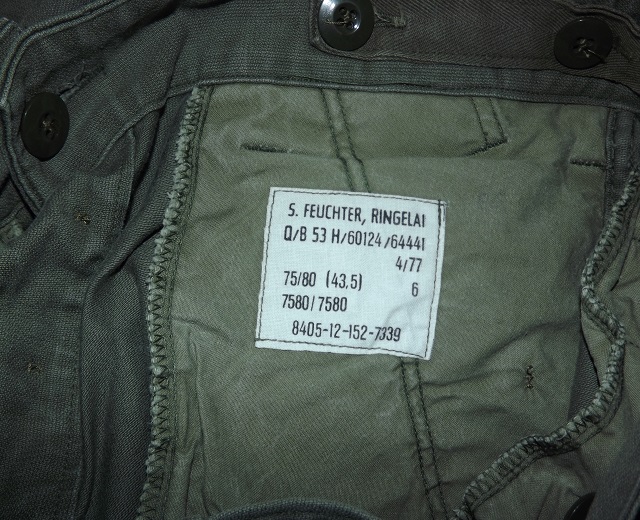 S. FEUCHTER, RINGELAI
Q/B 53 H/60124/64441
4/77
75/80 (43,5) 6
7580/7580
8405-12-152-7339